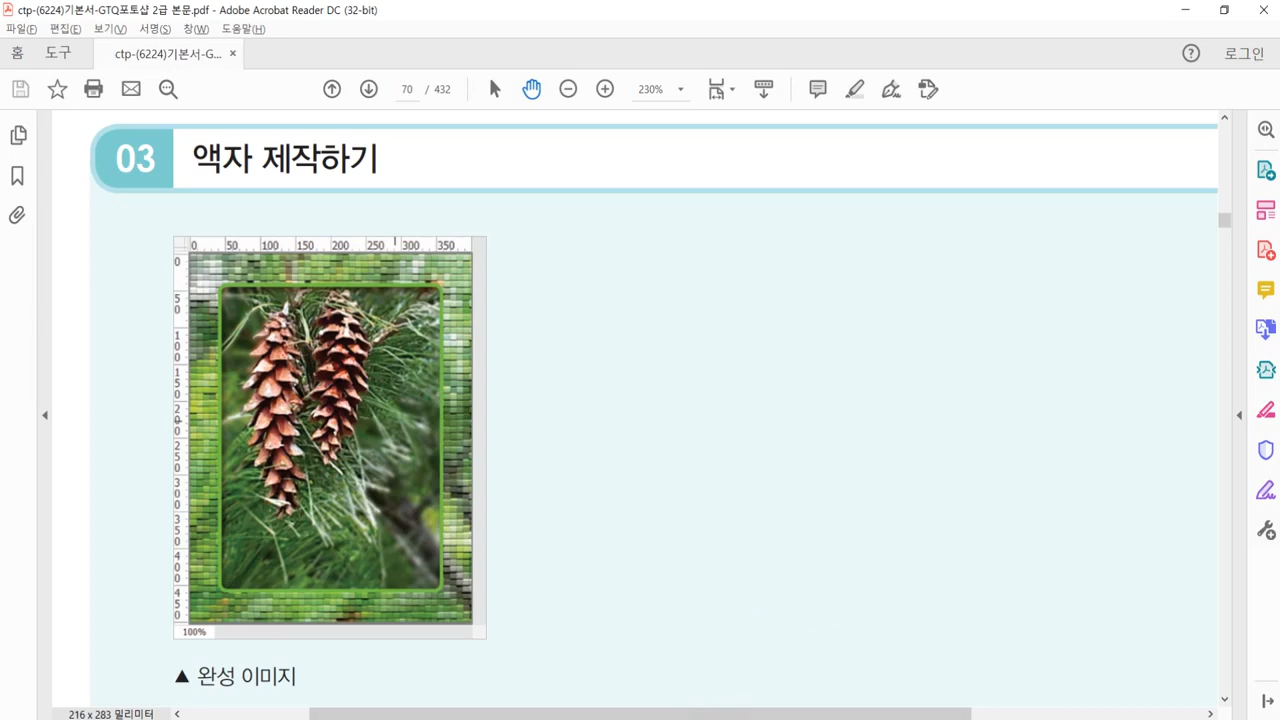 ctp-(6224)기본서-GTQ포토샵 2급 본문.pdf - Adobe Acrobat Reader DC (32-bit)
파일(F) 편집(E) 보기(V) 서명(S) 창(W) 도움말(H)
홈 도구 ctp-(6224)기본서-G... × 로그인
70 / 432 230%
03 액자 제작하기
0 50 100 150 200 250 300 350
0
50
100
150
200
250
300
350
400
450
100%
▲ 완성 이미지
216 x 283 밀리미터